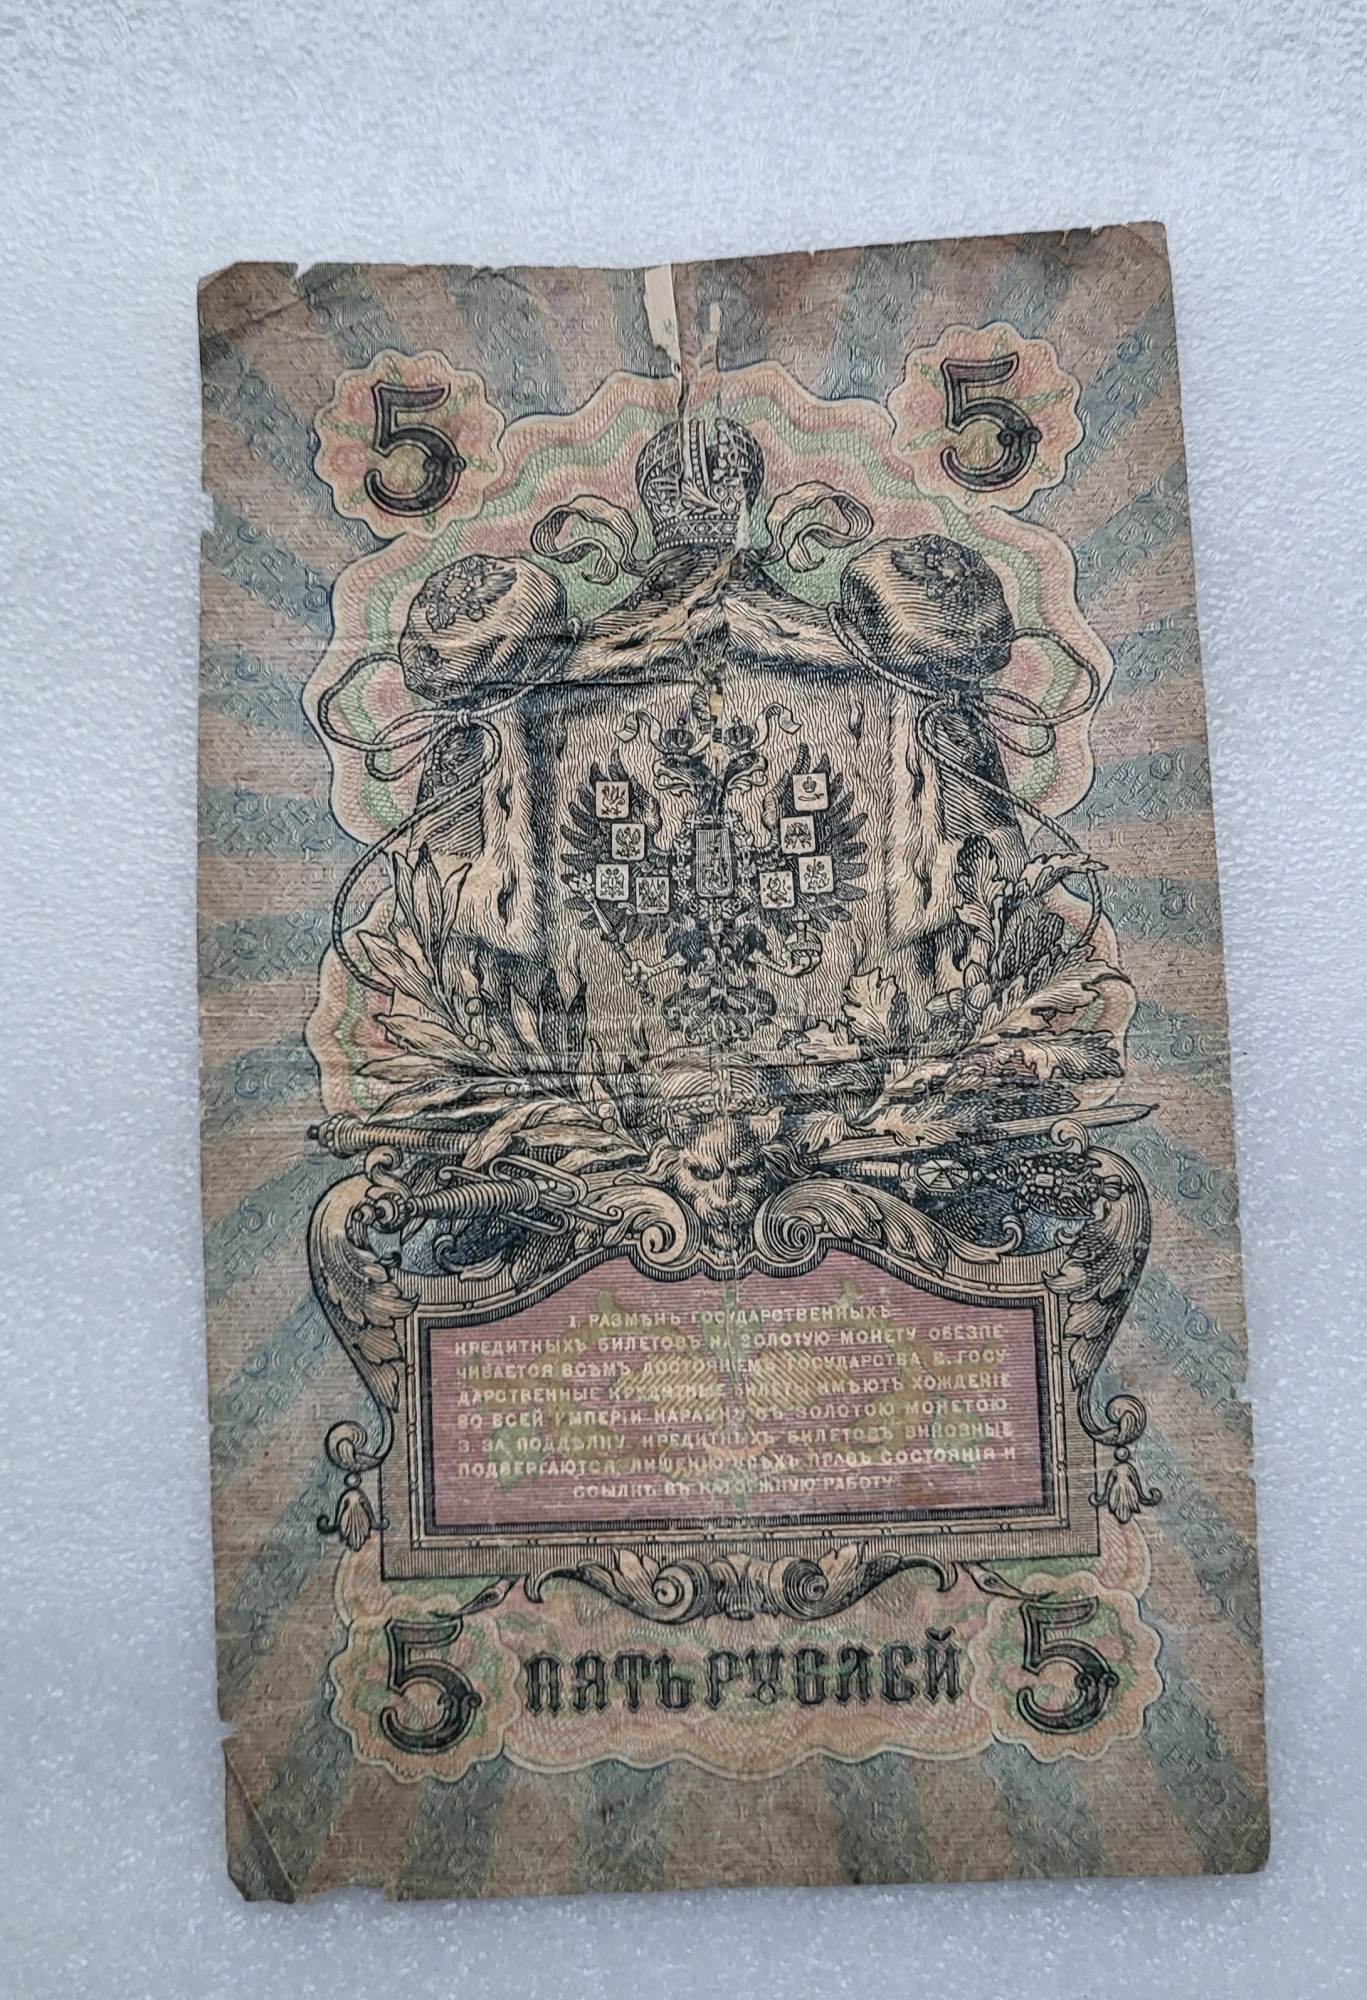 5 5
1. РАЗМѢНЪ ГОСУДАРСТВЕННЫХЪ
КРЕДИТНЫХЪ БИЛЕТОВЪ НА ЗОЛОТУЮ МОНЕТУ ОБЕЗПЕ-
ЧИВАЕТСЯ ВСѢМЪ ДОСТОЯНІЕМЪ ГОСУДАРСТВА. 2. ГОСУ-
ДАРСТВЕННЫЕ КРЕДИТНЫЕ БИЛЕТЫ ИМѢЮТЪ ХОЖДЕНІЕ
ВО ВСЕЙ ИМПЕРІИ НАРАВНѢ СЪ ЗОЛОТОЮ МОНЕТОЮ.
3. ЗА ПОДДѢЛКУ КРЕДИТНЫХЪ БИЛЕТОВЪ ВИНОВНЫЕ
ПОДВЕРГАЮТСЯ ЛИШЕНІЮ ВСѢХЪ ПРАВЪ СОСТОЯНІЯ И
ССЫЛКѢ ВЪ КАТОРЖНУЮ РАБОТУ.
5 ПЯТЬ РУБЛЕЙ 5